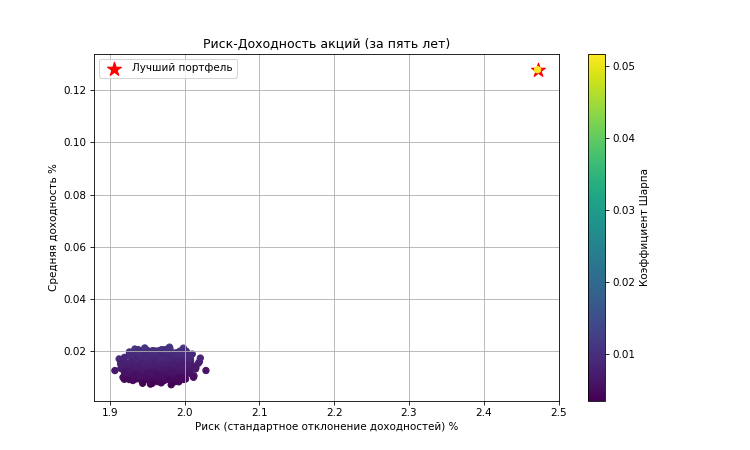 Риск-Доходность акций (за пять лет)
Лучший портфель
Средняя доходность %
0.12
0.10
0.08
0.06
0.04
0.02
1.9 2.0 2.1 2.2 2.3 2.4 2.5
Риск (стандартное отклонение доходностей) %
0.05
0.04
0.03
0.02
0.01
Коэффициент Шарпа